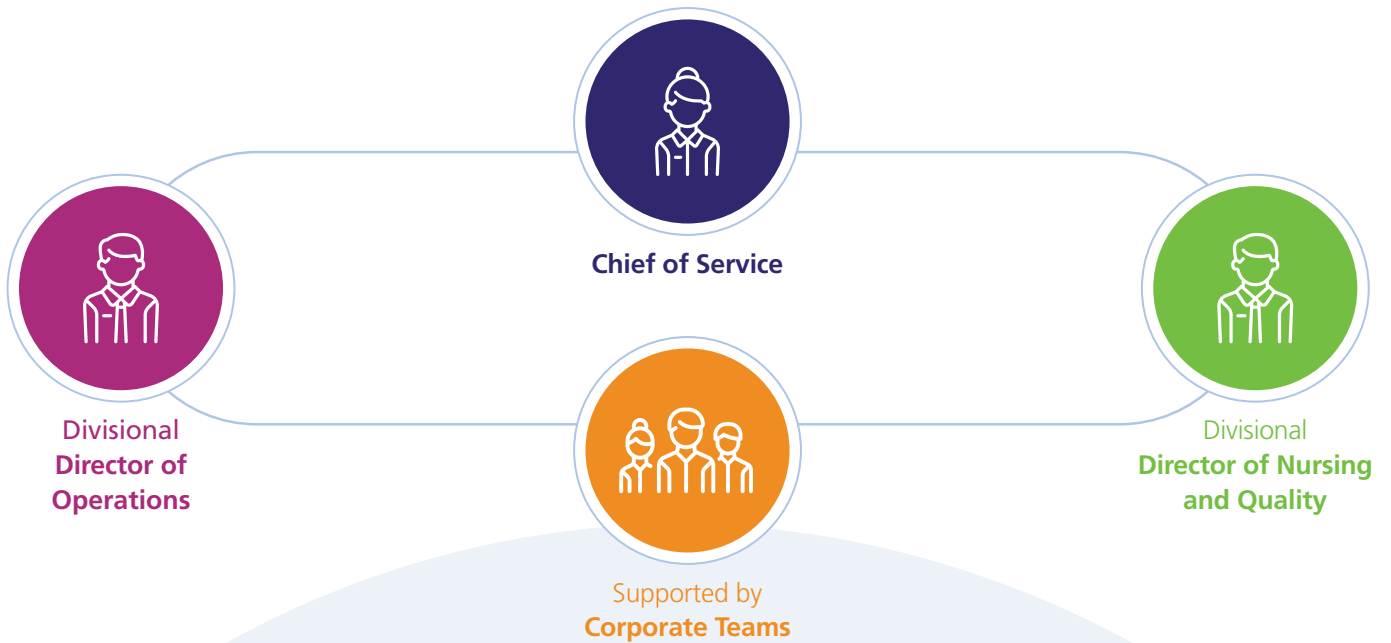 Chief of Service
Divisional
Director of
Operations
Divisional
Director of Nursing
and Quality
Supported by
Corporate Teams